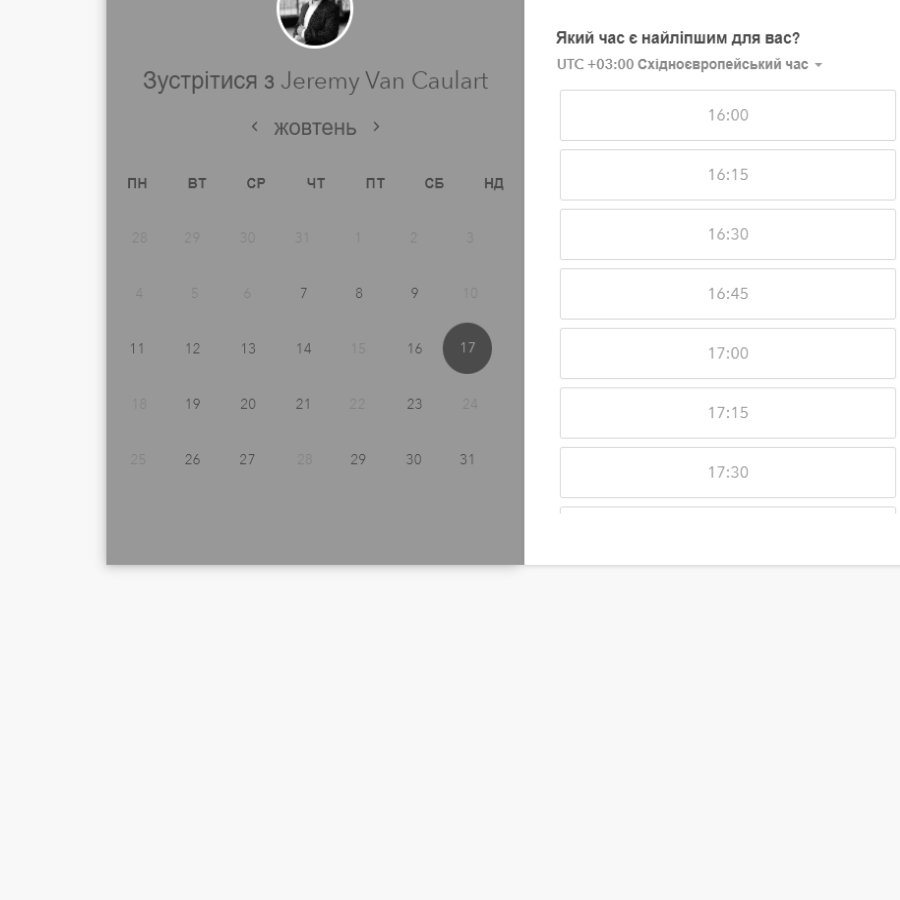 Зустрітися з Jeremy Van Caulart
‹ жовтень ›
ПН ВТ СР ЧТ ПТ СБ НД
28 29 30 31 1 2 3
4 5 6 7 8 9 10
11 12 13 14 15 16 17
18 19 20 21 22 23 24
25 26 27 28 29 30 31
Який час є найліпшим для вас?
UTC +03:00 Східноєвропейський час
16:00
16:15
16:30
16:45
17:00
17:15
17:30